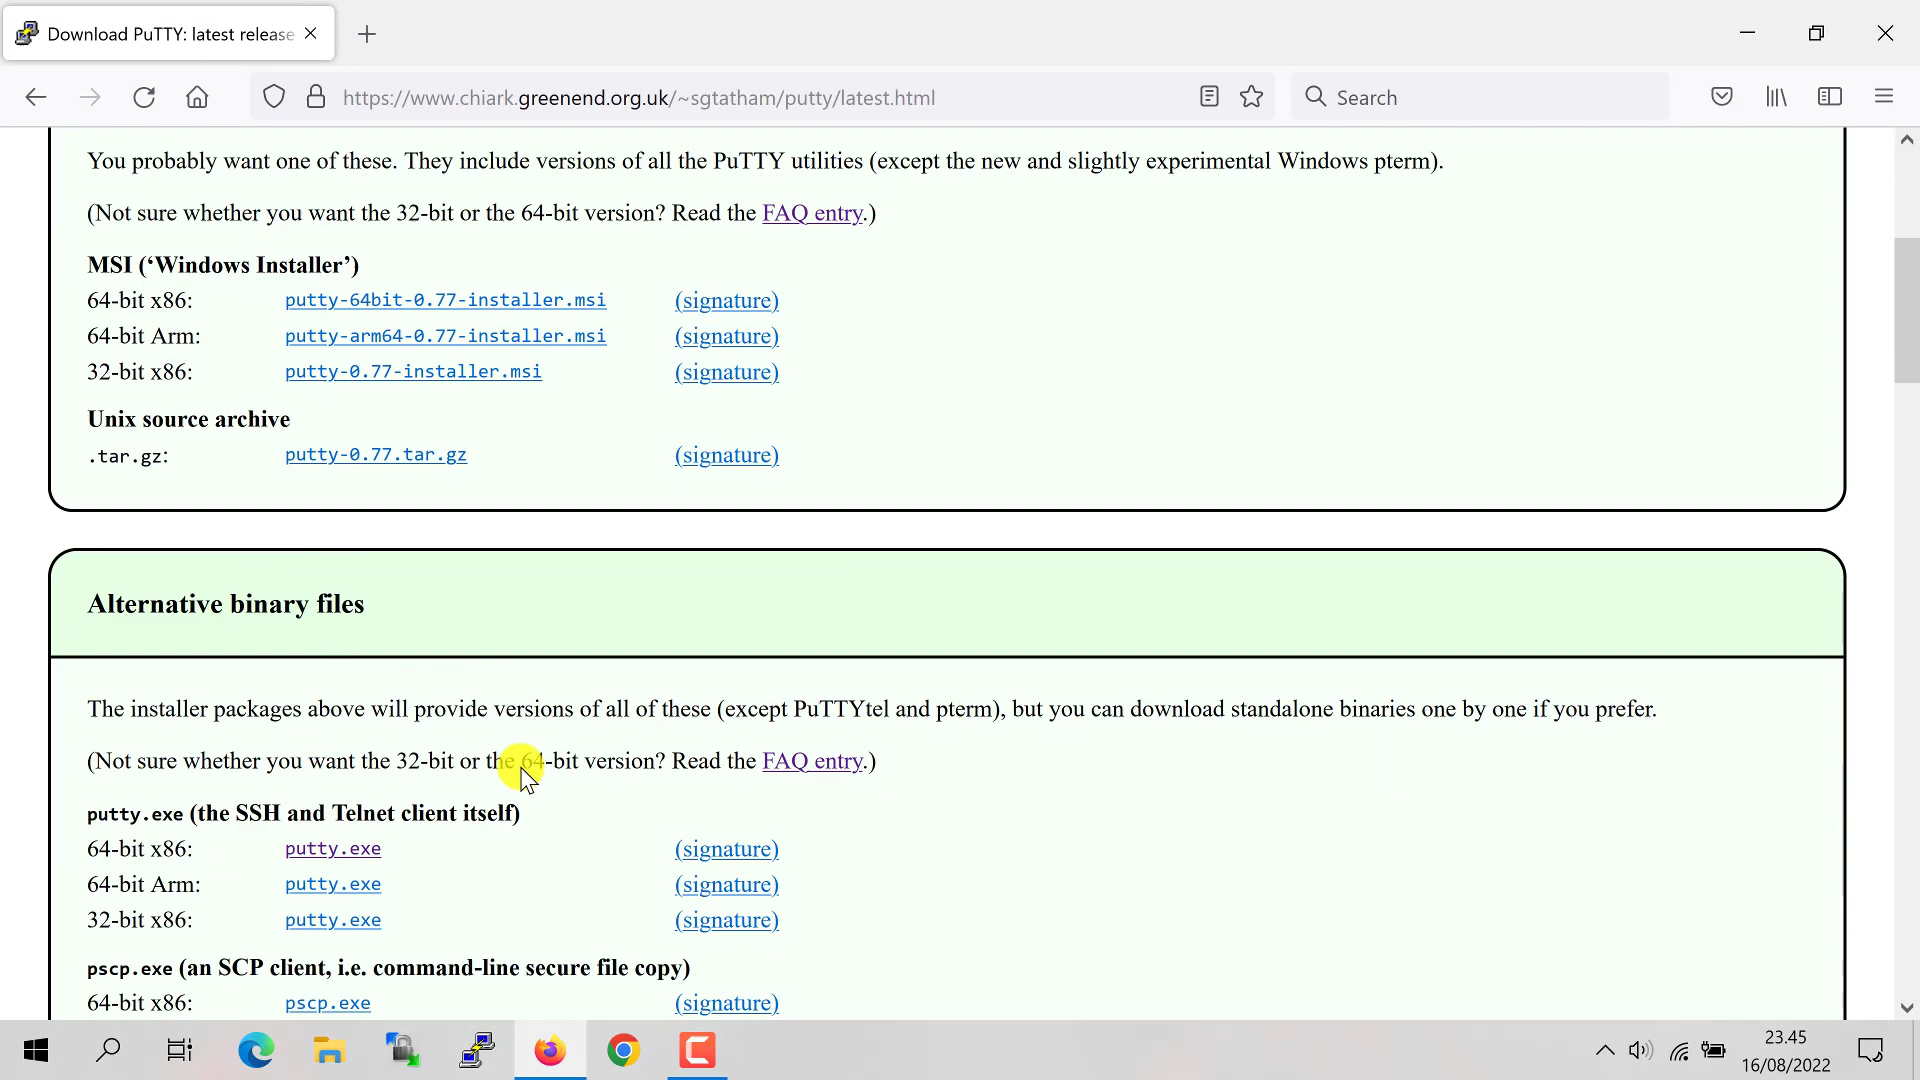 Download PuTTY: latest release
https://www.chiark.greenend.org.uk/~sgtatham/putty/latest.html
Search
You probably want one of these. They include versions of all the PuTTY utilities (except the new and slightly experimental Windows pterm).
(Not sure whether you want the 32-bit or the 64-bit version? Read the FAQ entry.)
MSI (‘Windows Installer’)
64-bit x86: putty-64bit-0.77-installer.msi (signature)
64-bit Arm: putty-arm64-0.77-installer.msi (signature)
32-bit x86: putty-0.77-installer.msi (signature)
Unix source archive
.tar.gz: putty-0.77.tar.gz (signature)
Alternative binary files
The installer packages above will provide versions of all of these (except PuTTYtel and pterm), but you can download standalone binaries one by one if you prefer.
(Not sure whether you want the 32-bit or the 64-bit version? Read the FAQ entry.)
putty.exe (the SSH and Telnet client itself)
64-bit x86: putty.exe (signature)
64-bit Arm: putty.exe (signature)
32-bit x86: putty.exe (signature)
pscp.exe (an SCP client, i.e. command-line secure file copy)
64-bit x86: pscp.exe (signature)
23.45
16/08/2022